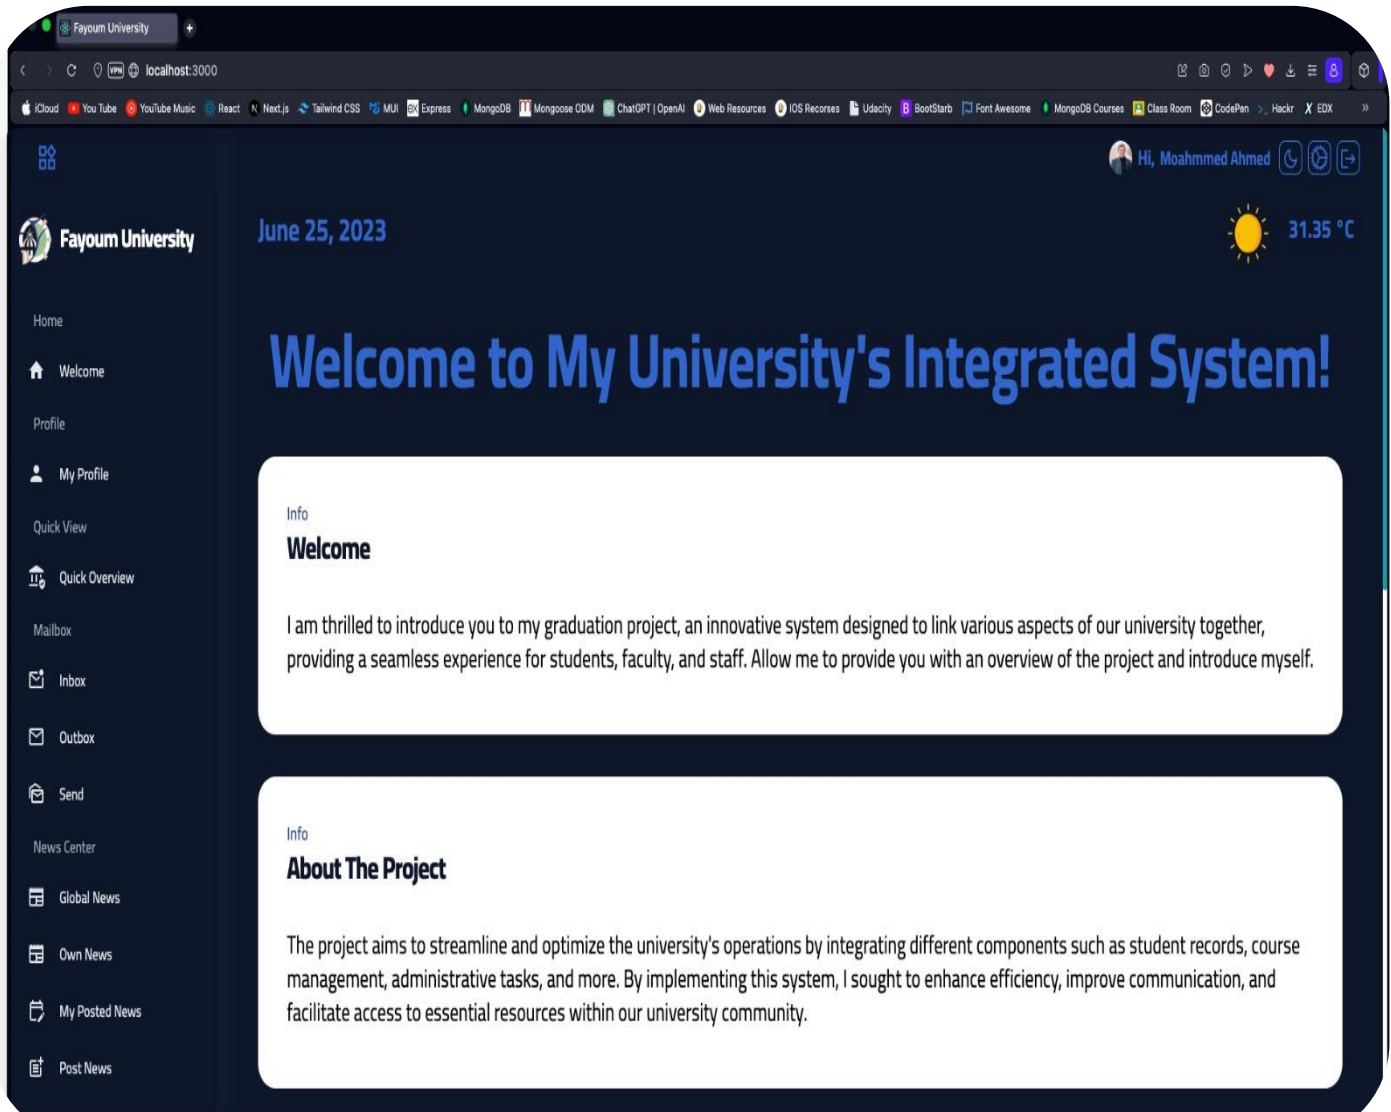 Fayoum University
+
VPN localhost:3000
iCloud You Tube YouTube Music React N Next.js Tailwind CSS MUI EX Express MongoDB Mongoose ODM ChatGPT | OpenAI Web Resources IOS Recorses Udacity B BootStarb Font Awesome MongoDB Courses Class Room CodePen >_ Hackr X EDX »
Hi, Moahmmed Ahmed
Fayoum University
June 25, 2023
31.35 °C
Home
Welcome
Profile
My Profile
Quick View
Quick Overview
Mailbox
Inbox
Outbox
Send
News Center
Global News
Own News
My Posted News
Post News
Welcome to My University's Integrated System!
Info
Welcome
I am thrilled to introduce you to my graduation project, an innovative system designed to link various aspects of our university together,
providing a seamless experience for students, faculty, and staff. Allow me to provide you with an overview of the project and introduce myself.
Info
About The Project
The project aims to streamline and optimize the university's operations by integrating different components such as student records, course
management, administrative tasks, and more. By implementing this system, I sought to enhance efficiency, improve communication, and
facilitate access to essential resources within our university community.